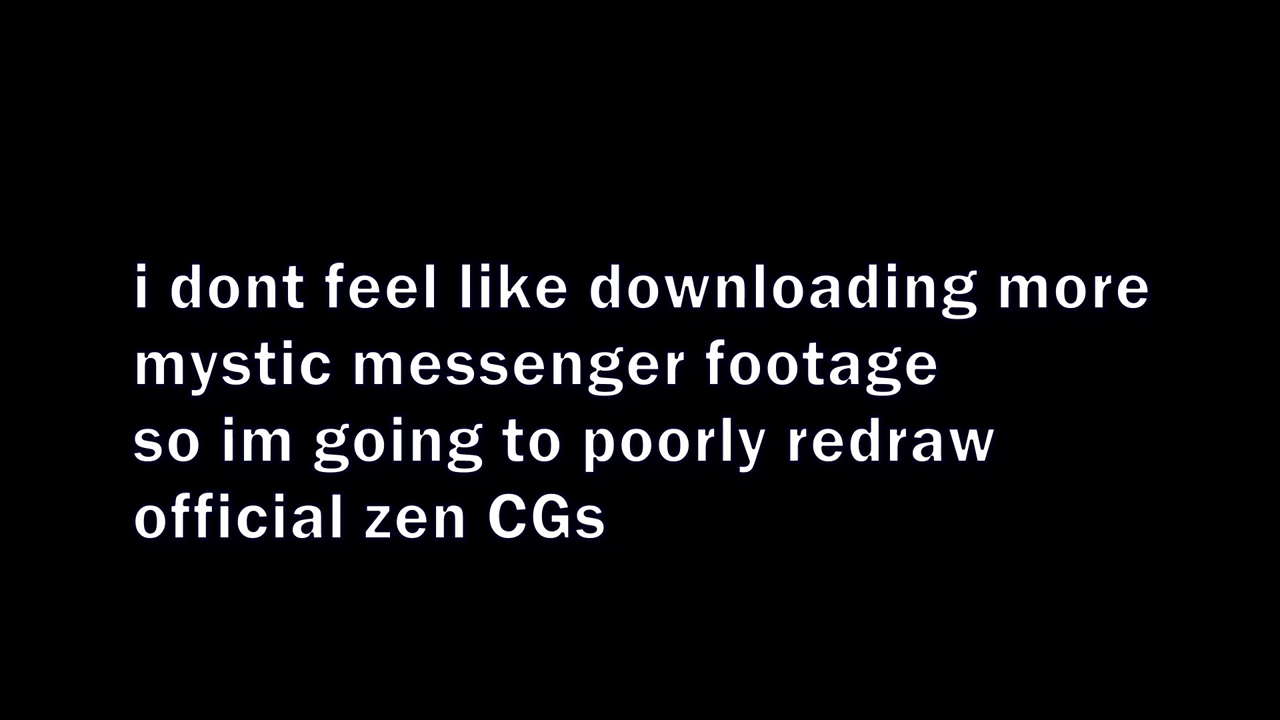 i dont feel like downloading more
mystic messenger footage
so im going to poorly redraw
official zen CGs